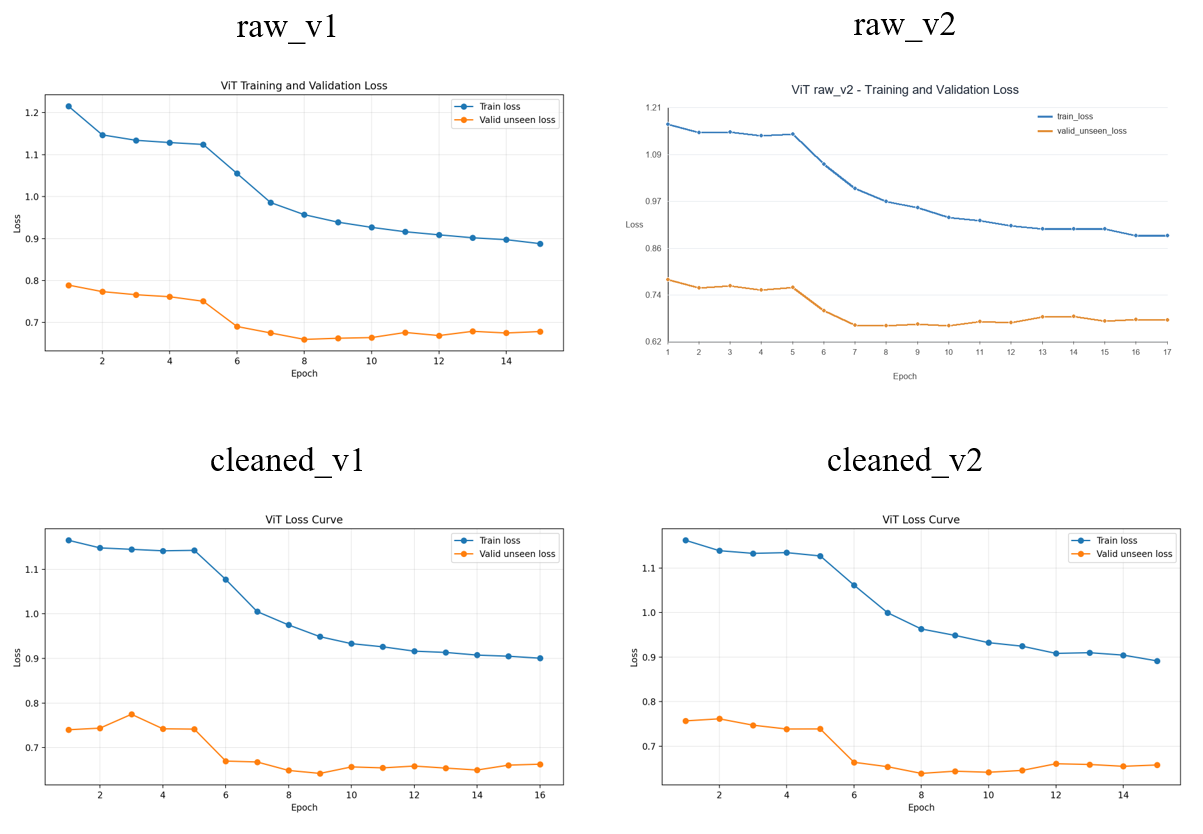 raw_v1
raw_v2
ViT Training and Validation Loss
Train loss
Valid unseen loss
1.2
1.1
1.0
0.9
0.8
0.7
Loss
2 4 6 8 10 12 14
Epoch
ViT raw_v2 - Training and Validation Loss
train_loss
valid_unseen_loss
1.21
1.09
0.97
0.86
0.74
0.62
Loss
1 2 3 4 5 6 7 8 9 10 11 12 13 14 15 16 17
Epoch
cleaned_v1
cleaned_v2
ViT Loss Curve
Train loss
Valid unseen loss
1.1
1.0
0.9
0.8
0.7
Loss
2 4 6 8 10 12 14 16
Epoch
ViT Loss Curve
Train loss
Valid unseen loss
1.1
1.0
0.9
0.8
0.7
Loss
2 4 6 8 10 12 14
Epoch